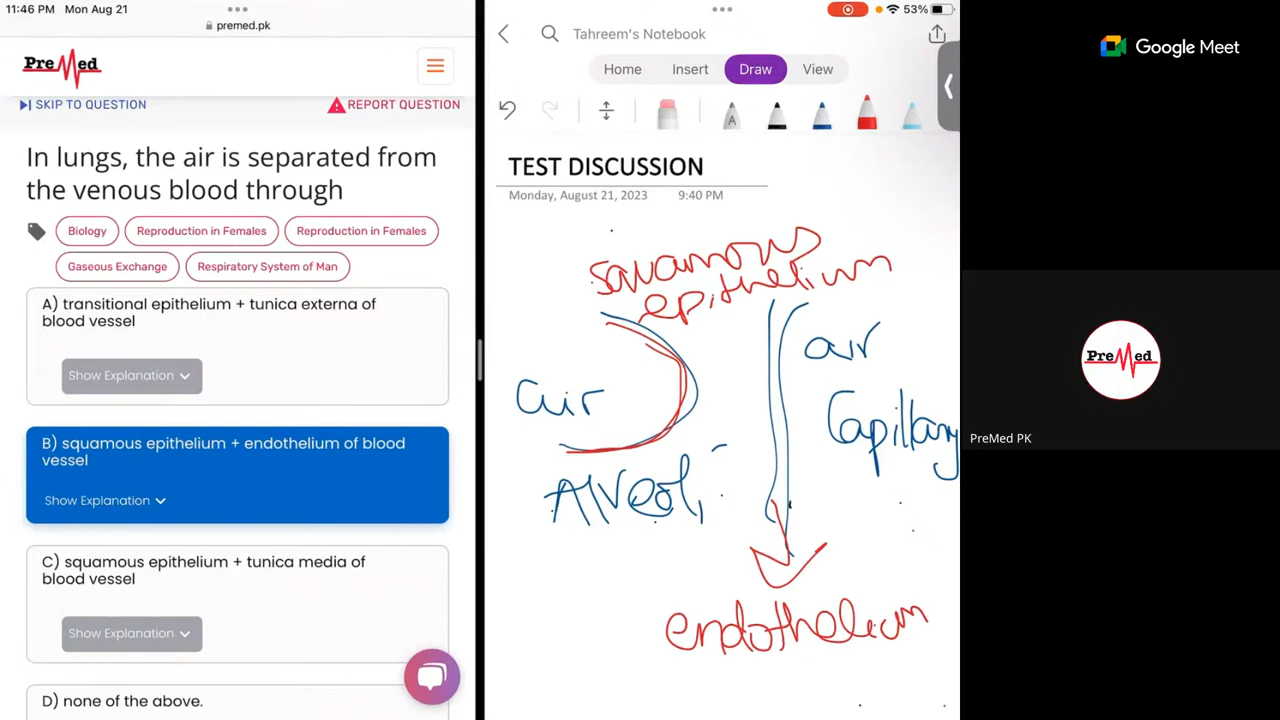 11:46 PM Mon Aug 21
premed.pk
PreMed
SKIP TO QUESTION
REPORT QUESTION
In lungs, the air is separated from
the venous blood through
Biology
Reproduction in Females
Reproduction in Females
Gaseous Exchange
Respiratory System of Man
A) transitional epithelium + tunica externa of
blood vessel
Show Explanation
B) squamous epithelium + endothelium of blood
vessel
Show Explanation
C) squamous epithelium + tunica media of
blood vessel
Show Explanation
D) none of the above.
53%
Tahreem's Notebook
Home Insert Draw View
A
TEST DISCUSSION
Monday, August 21, 2023 9:40 PM
squamous
epithelium
air
air
Capillary
Alveoli
endothelium
Google Meet
PreMed
PreMed PK